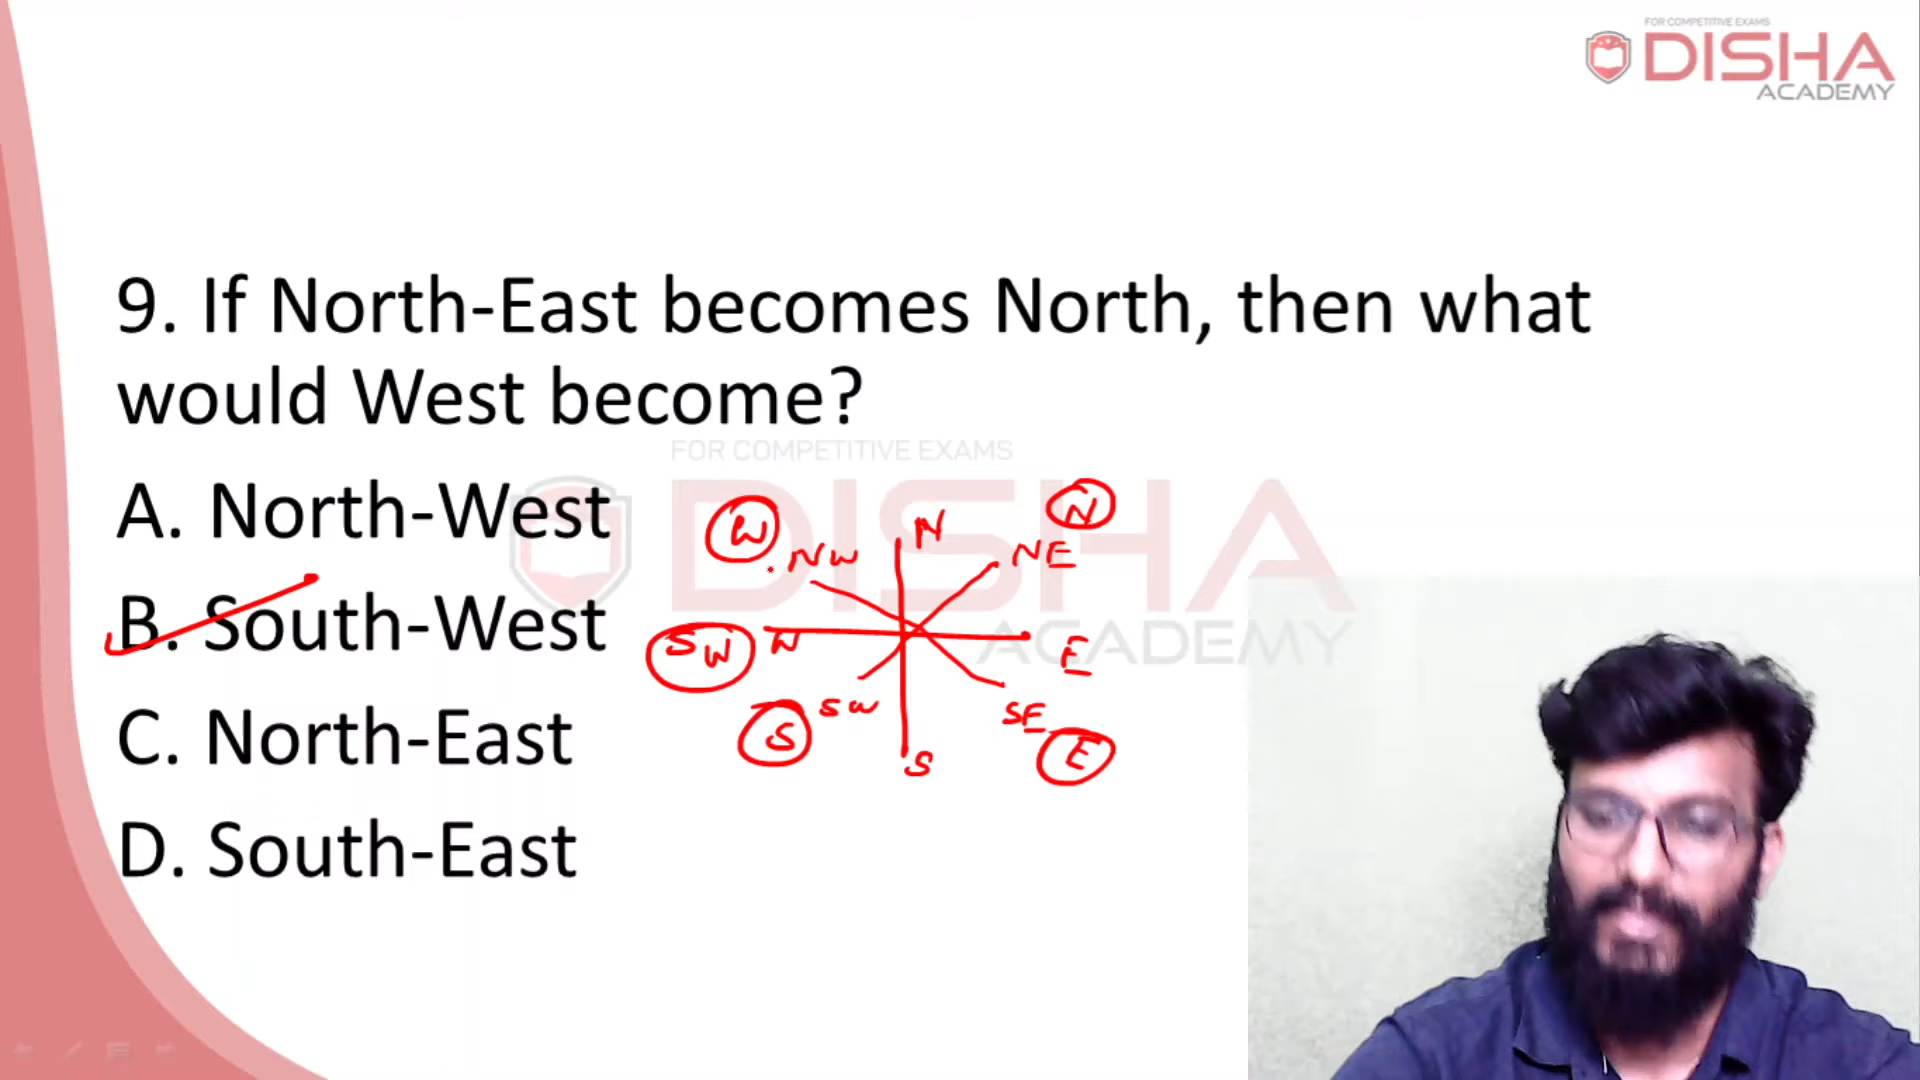 FOR COMPETITIVE EXAMS
DISHA
ACADEMY
9. If North-East becomes North, then what
would West become?
FOR COMPETITIVE EXAMS
DISHA
ACADEMY
A. North-West
B. South-West
C. North-East
D. South-East
W N N
NW NE
SW W E
SW SE
S S E